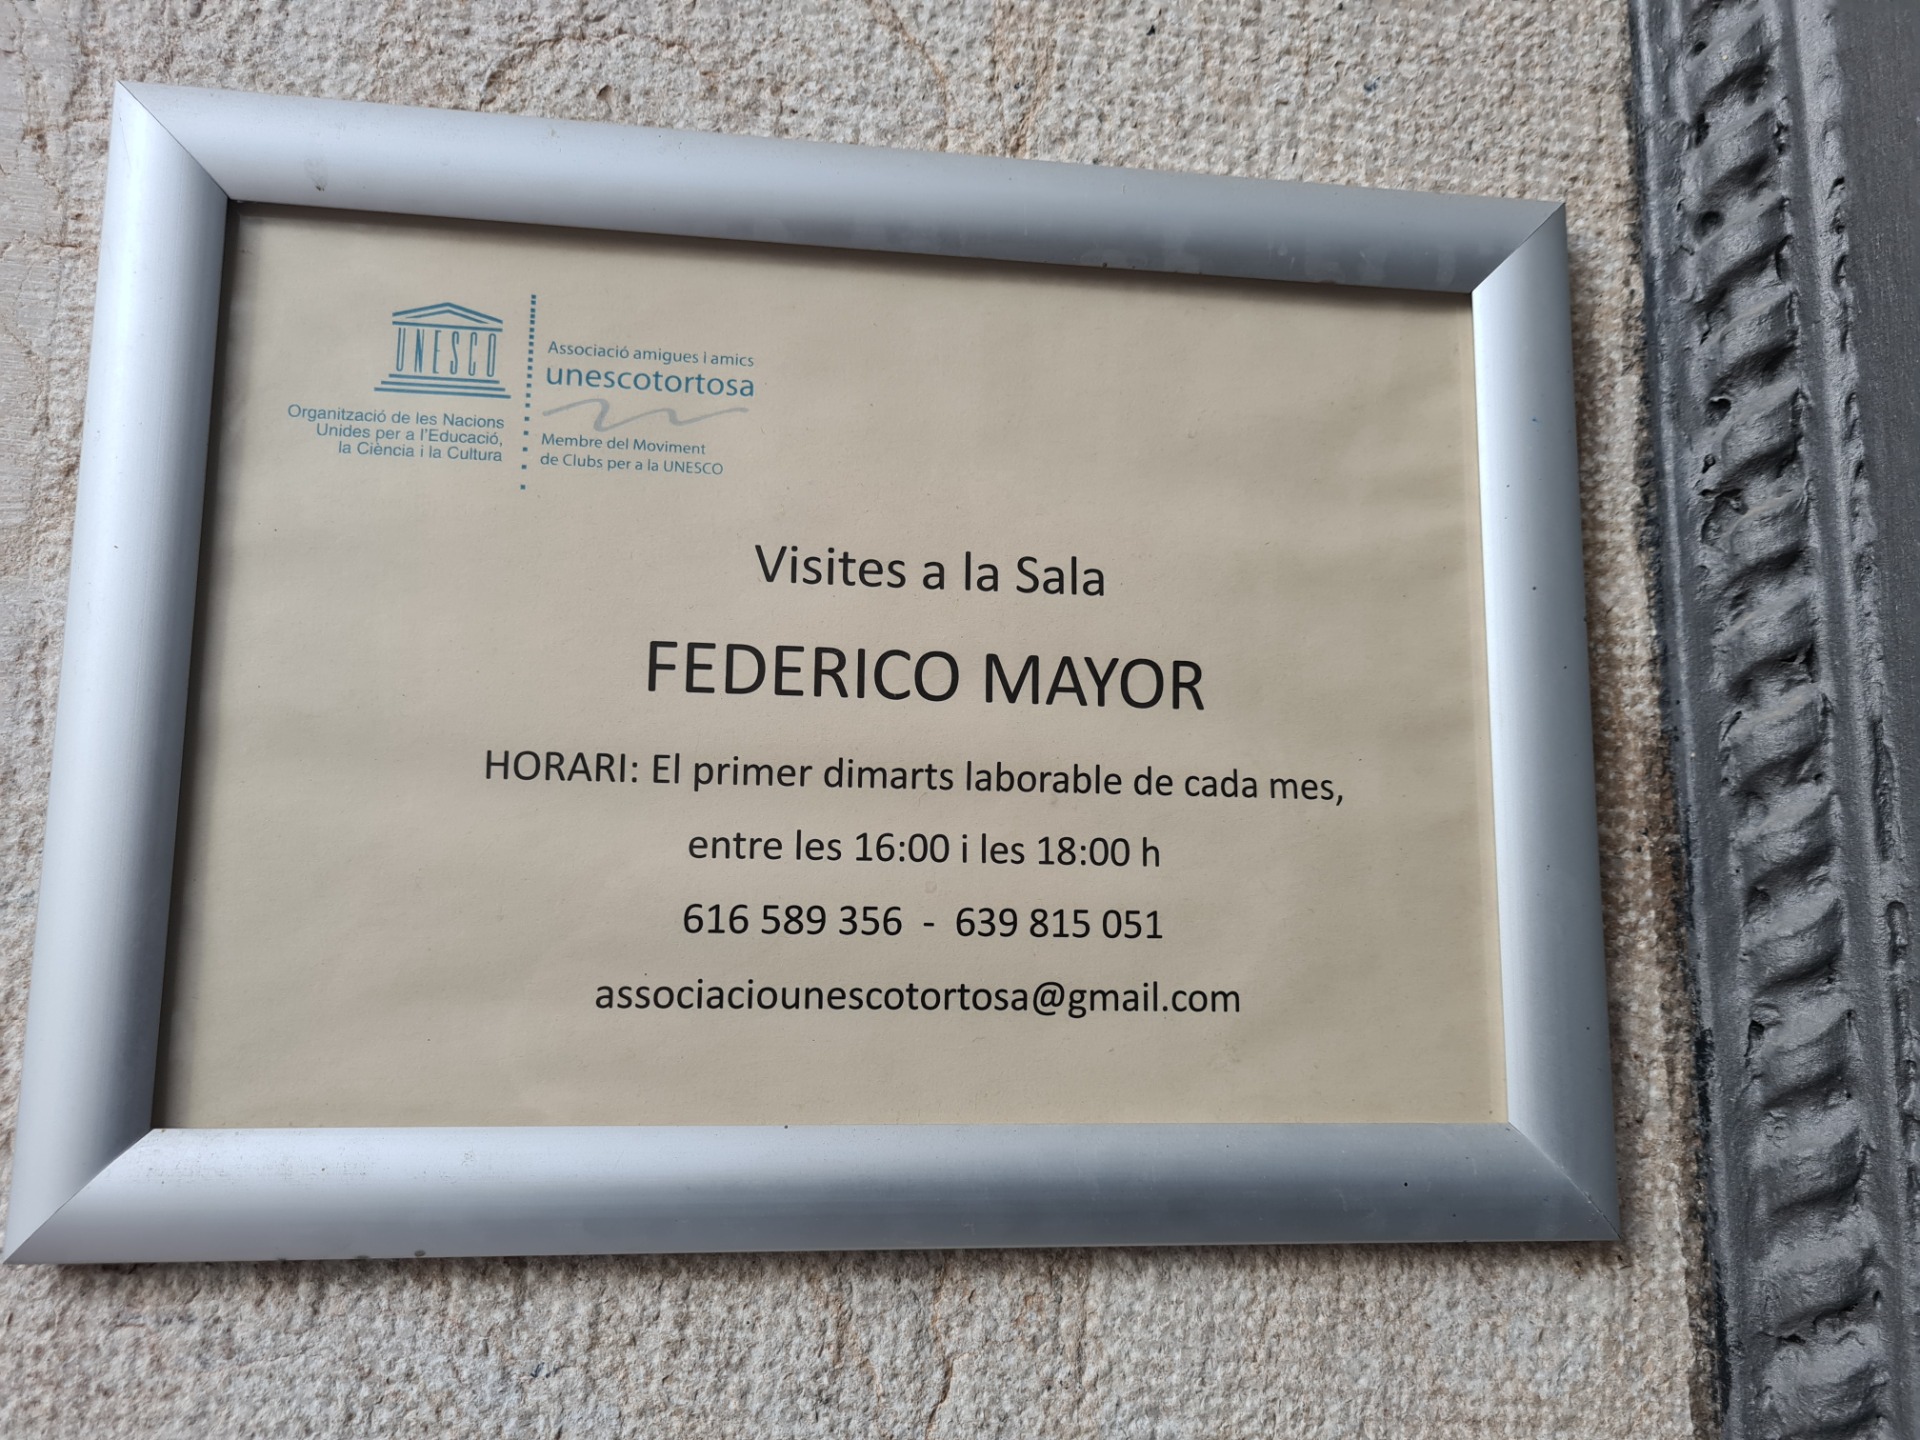 UNESCO
Organització de les Nacions
Unides per a l'Educació,
la Ciència i la Cultura
Associació amigues i amics
unescotortosa
Membre del Moviment
de Clubs per a la UNESCO
Visites a la Sala
FEDERICO MAYOR
HORARI: El primer dimarts laborable de cada mes,
entre les 16:00 i les 18:00 h
616 589 356 - 639 815 051
associaciounescotortosa@gmail.com